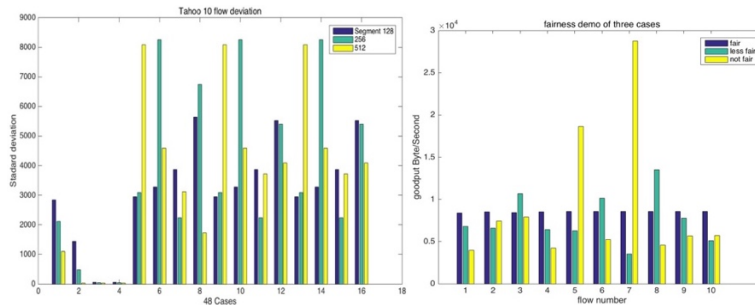 Tahoo 10 flow deviation
9000
8000
7000
6000
5000
4000
3000
2000
1000
0
Stadard deviation
0 2 4 6 8 10 12 14 16 18
48 Cases
Segment 128
256
512
fairness demo of three cases
×10⁴
3
2.5
2
1.5
1
0.5
0
goodput Byte/Second
1 2 3 4 5 6 7 8 9 10
flow number
fair
less fair
not fair